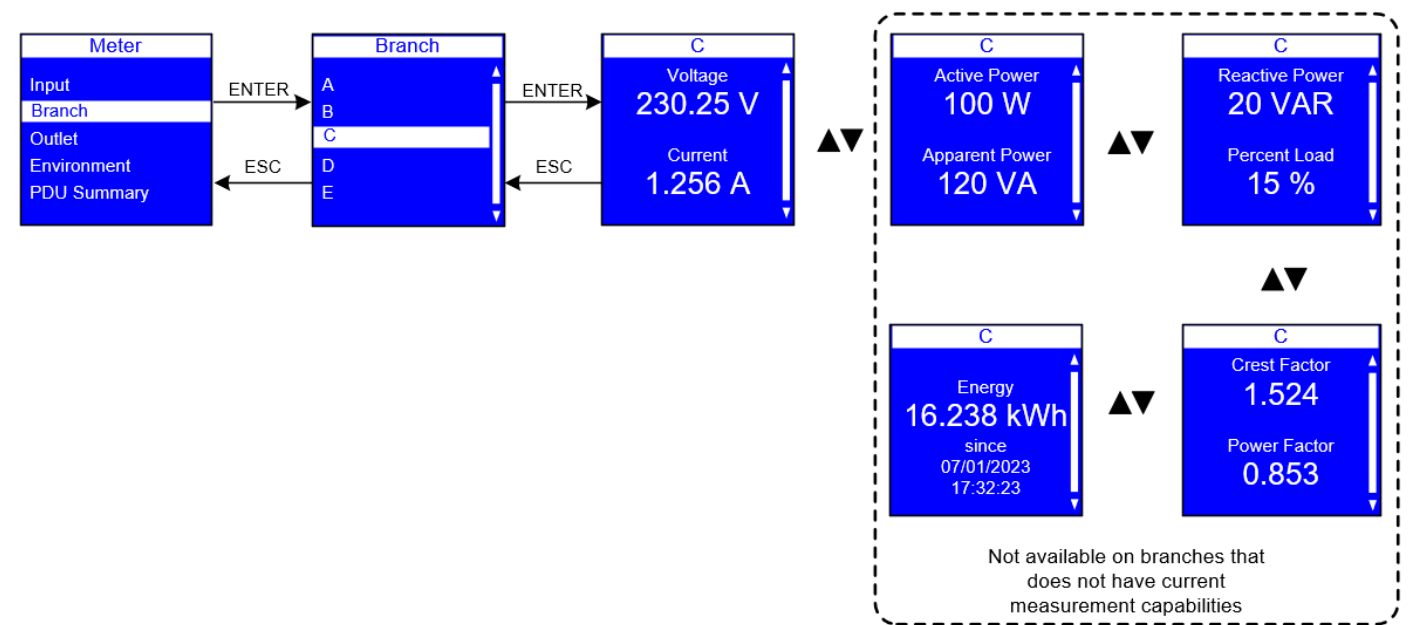 Meter
Input
Branch
Outlet
Environment
PDU Summary
ENTER
ESC
Branch
A
B
C
D
E
ENTER
ESC
C
Voltage
230.25 V
Current
1.256 A
C
Active Power
100 W
Apparent Power
120 VA
C
Reactive Power
20 VAR
Percent Load
15 %
C
Energy
16.238 kWh
since
07/01/2023
17:32:23
C
Crest Factor
1.524
Power Factor
0.853
Not available on branches that
does not have current
measurement capabilities